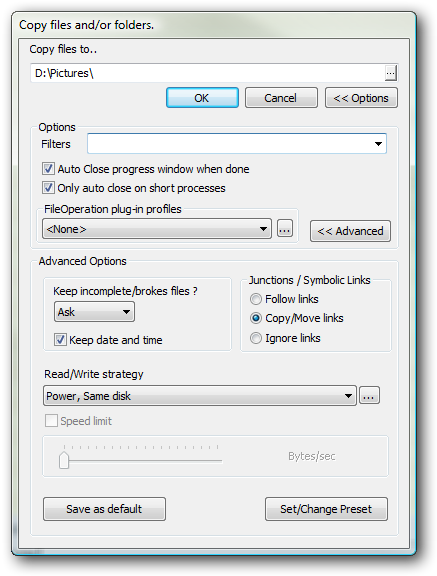 Copy files and/or folders.
Copy files to..
D:\Pictures\ ...
OK Cancel << Options
Options
Filters
Auto Close progress window when done
Only auto close on short processes
FileOperation plug-in profiles
<None> ... << Advanced
Advanced Options
Keep incomplete/brokes files ?
Ask
Keep date and time
Junctions / Symbolic Links
Follow links
Copy/Move links
Ignore links
Read/Write strategy
Power, Same disk ...
Speed limit
Bytes/sec
Save as default Set/Change Preset